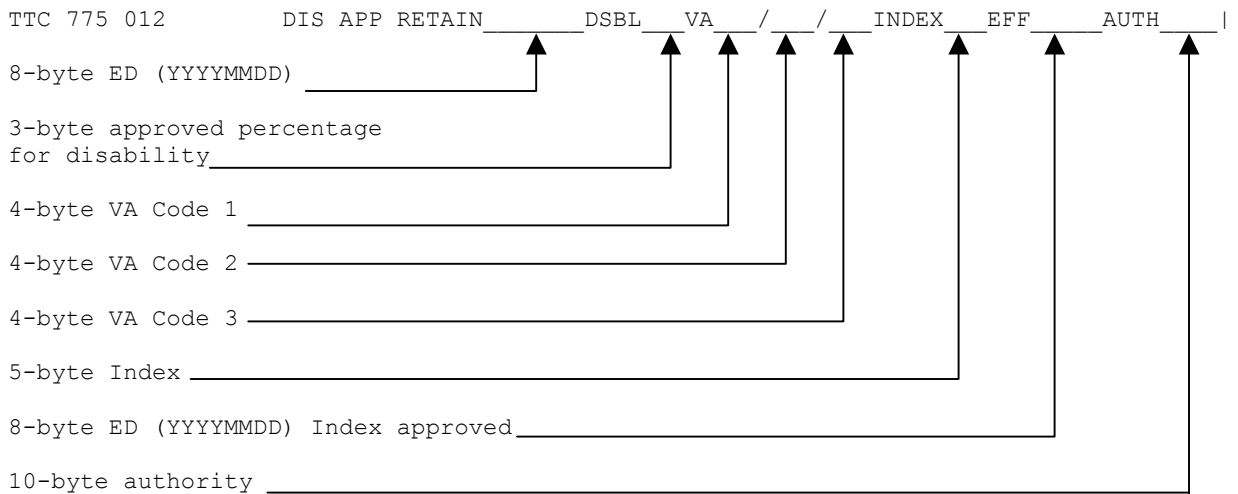 TTC 775 012 DIS APP RETAIN_______DSBL___VA___/___/___INDEX___EFF_____AUTH____|
8-byte ED (YYYYMMDD)
3-byte approved percentage
for disability
4-byte VA Code 1
4-byte VA Code 2
4-byte VA Code 3
5-byte Index
8-byte ED (YYYYMMDD) Index approved
10-byte authority